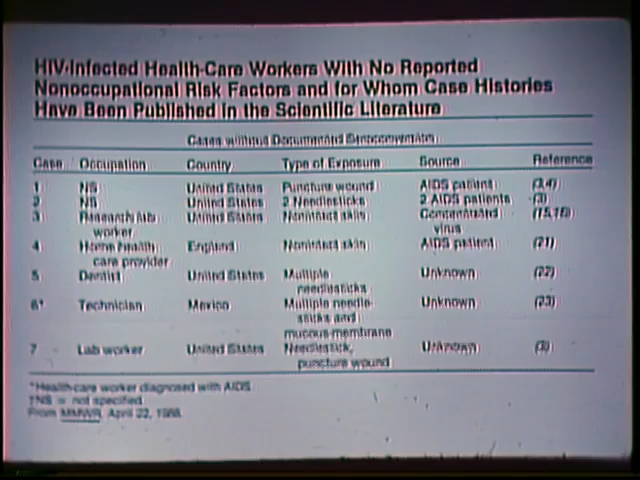 HIV-Infected Health-Care Workers With No Reported
Nonoccupational Risk Factors and for Whom Case Histories
Have Been Published in the Scientific Literature
Cases without Documented Seroconversion
Case Occupation Country Type of Exposure Source Reference
1 NS United States Puncture wound AIDS patient (3,4)
2 NS United States 2 Needlesticks 2 AIDS patients (3)
3 Research lab United States Nonintact skin Contaminated (15,16)
worker virus
4 Home health England Nonintact skin AIDS patient (21)
care provider
5 Dentist United States Multiple Unknown (22)
needlesticks
6* Technician Mexico Multiple needle- Unknown (23)
sticks and
mucous-membrane
7 Lab worker United States Needlestick, Unknown (3)
puncture wound
*Health-care worker diagnosed with AIDS.
†NS = not specified.
From MMWR, April 22, 1988.